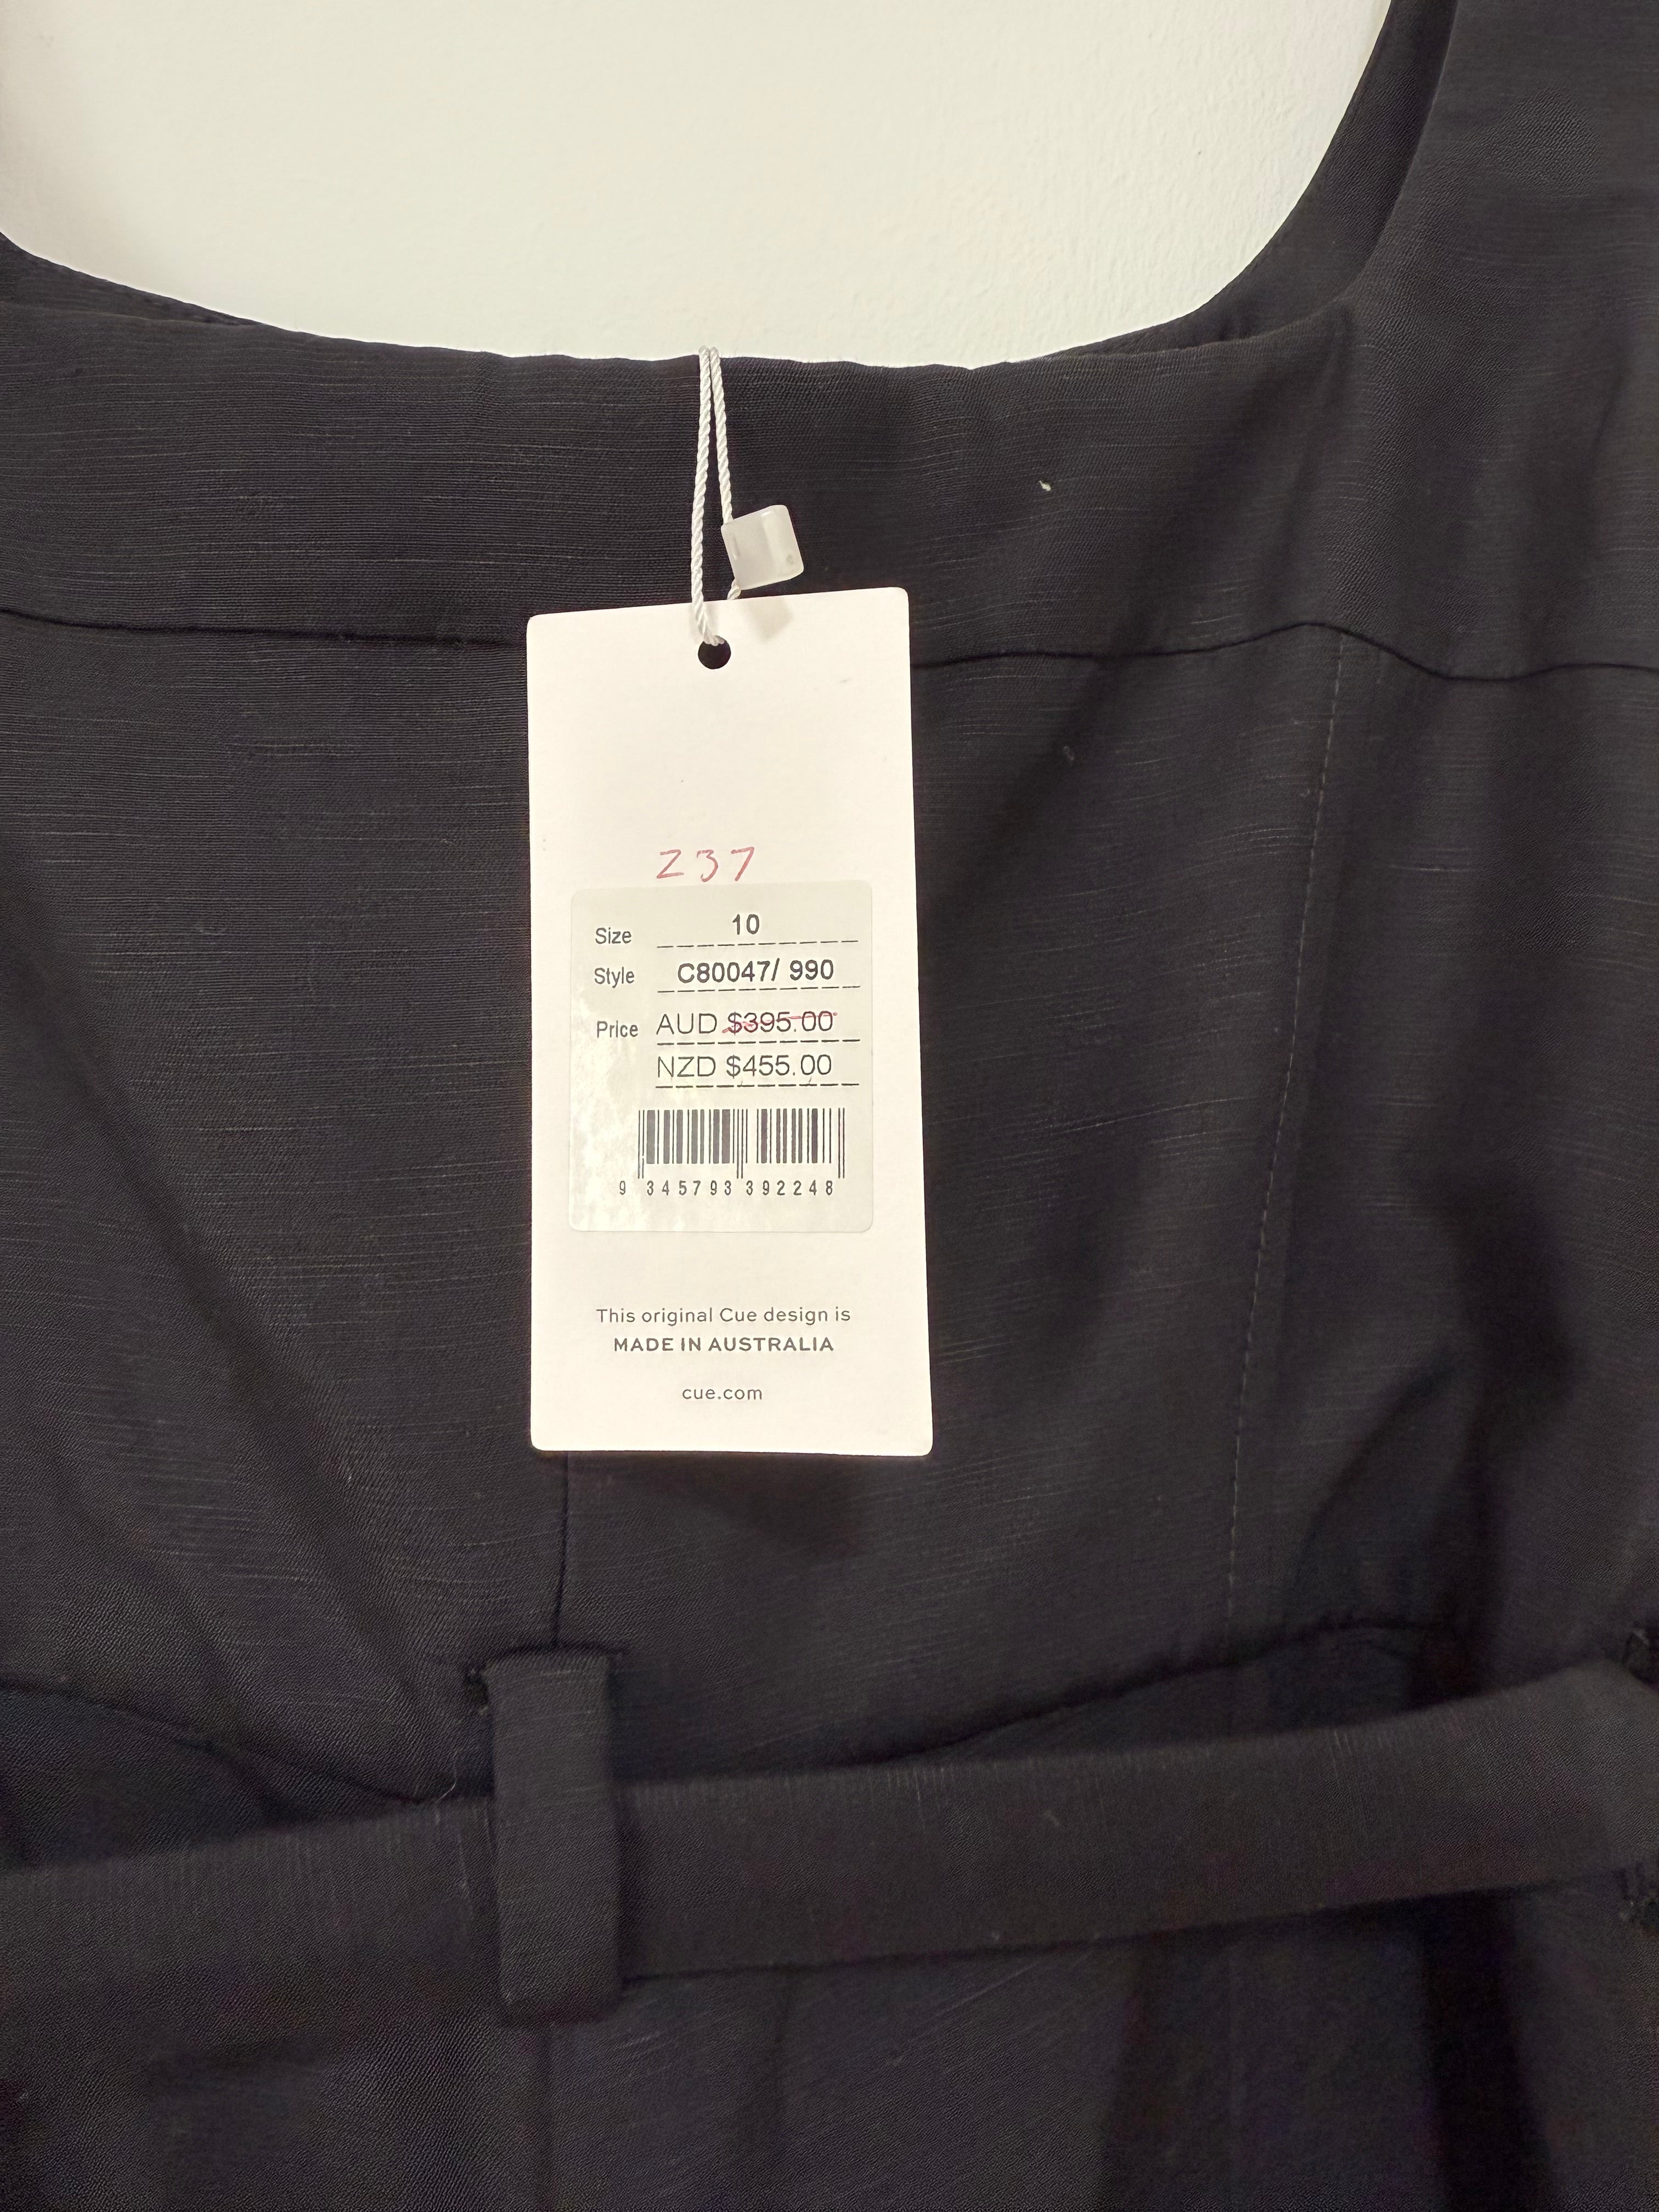 237
Size 10
Style C80047/ 990
Price AUD $395.00
NZD $455.00
9 345793 392248
This original Cue design is
MADE IN AUSTRALIA
cue.com